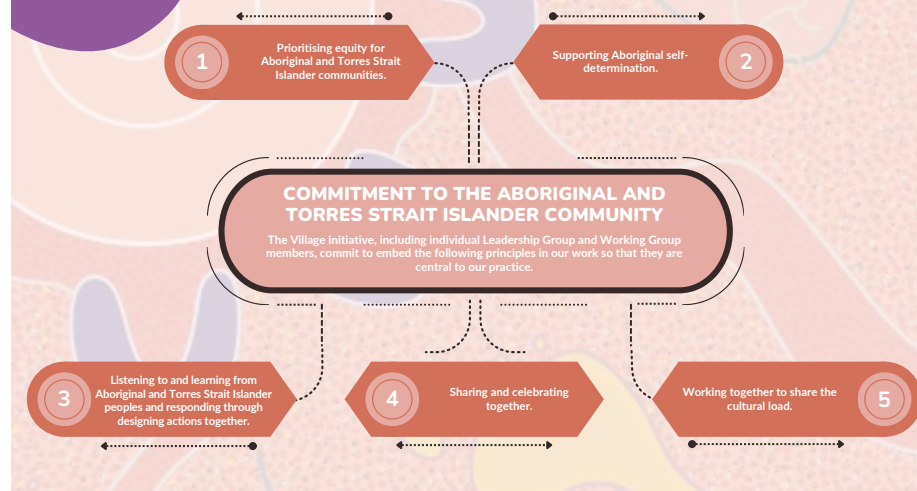 1
Prioritising equity for
Aboriginal and Torres Strait
Islander communities.
Supporting Aboriginal self-
determination.
2
COMMITMENT TO THE ABORIGINAL AND
TORRES STRAIT ISLANDER COMMUNITY
The Village initiative, including individual Leadership Group and Working Group
members, commit to embed the following principles in our work so that they are
central to our practice.
3
Listening to and learning from
Aboriginal and Torres Strait Islander
peoples and responding through
designing actions together.
4
Sharing and celebrating
together.
Working together to share the
cultural load.
5